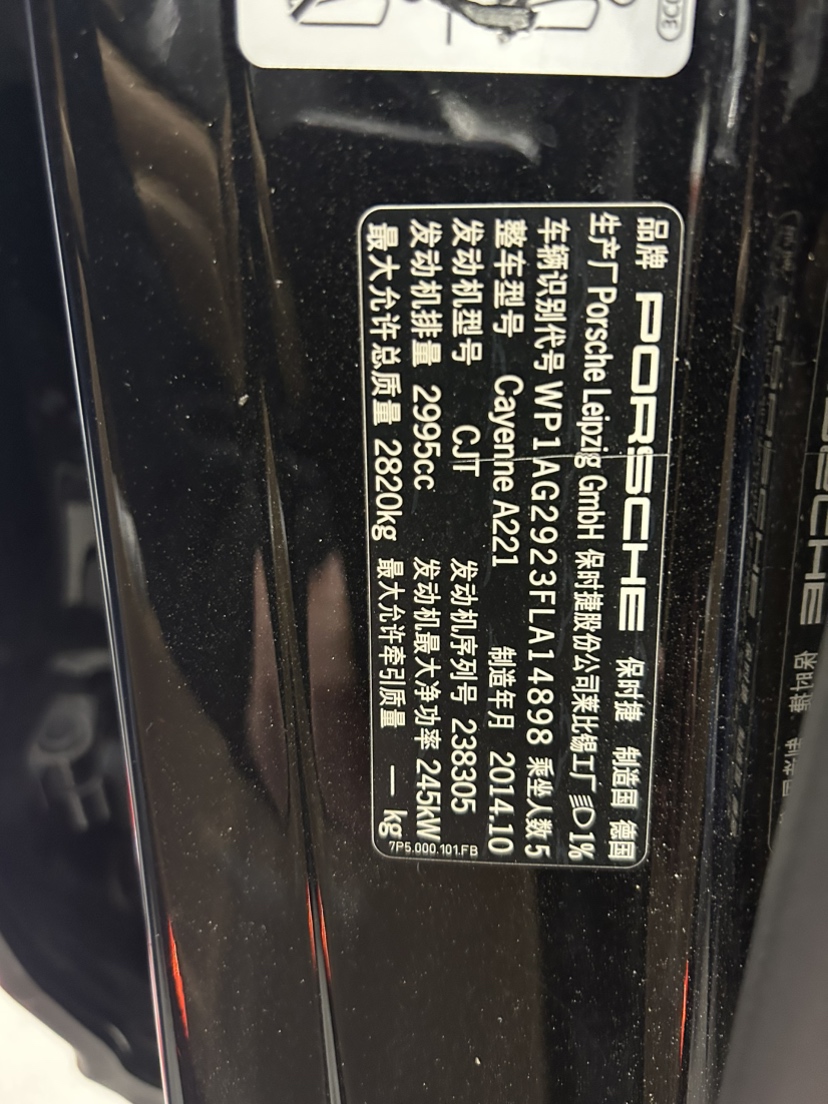 品牌 PORSCHE 保时捷 制造国 德国
生产厂 Porsche Leipzig GmbH 保时捷股份公司莱比锡工厂 1%
车辆识别代号 WP1AG2923FLA14898 乘坐人数 5
整车型号 Cayenne A221 制造年月 2014.10
发动机型号 CJT 发动机序列号 238305
发动机排量 2995cc 发动机最大净功率 245kW
最大允许总质量 2820kg 最大允许牵引质量 — kg
7P5.000.101.FB